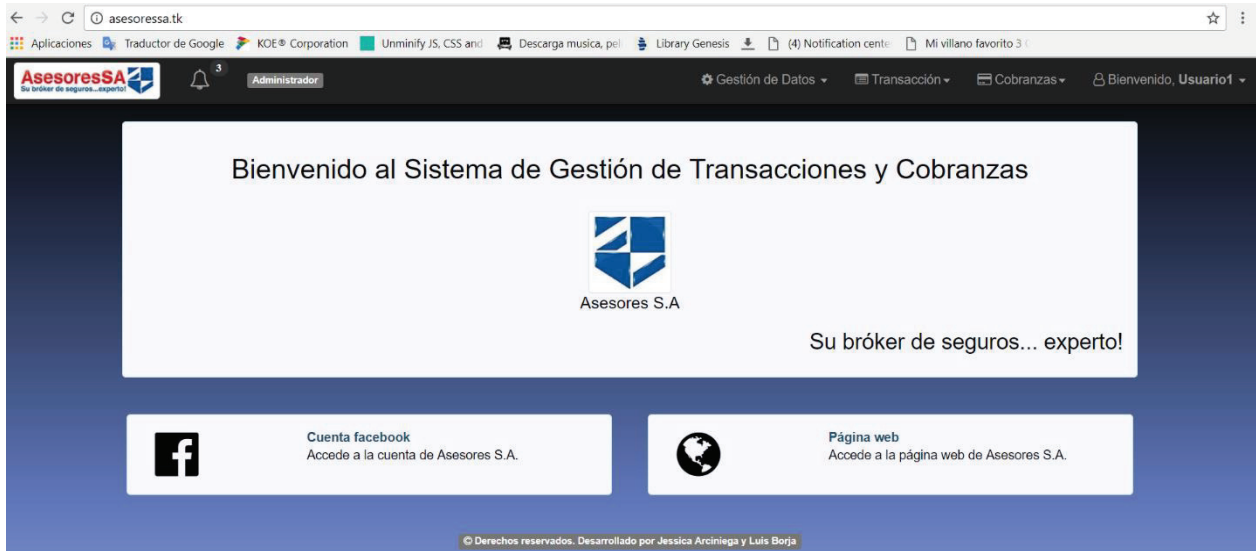 asesoressa.tk
Aplicaciones Traductor de Google KOE® Corporation Unminify JS, CSS and Descarga musica, pel Library Genesis (4) Notification cente Mi villano favorito 3 (
AsesoresSA 3 Administrador Gestión de Datos Transacción Cobranzas Bienvenido, Usuario1
Su bróker de seguros...experto!
Bienvenido al Sistema de Gestión de Transacciones y Cobranzas
Asesores S.A
Su bróker de seguros... experto!
Cuenta facebook
Accede a la cuenta de Asesores S.A.
Página web
Accede a la página web de Asesores S.A.
© Derechos reservados. Desarrollado por Jessica Arciniega y Luis Borja